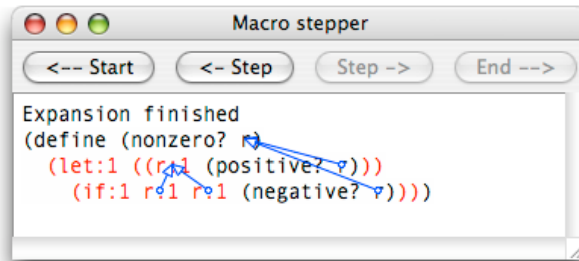 Macro stepper
<-- Start <- Step Step -> End -->
Expansion finished
(define (nonzero? r)
(let:1 ((r:1 (positive? r)))
(if:1 r:1 r:1 (negative? r))))